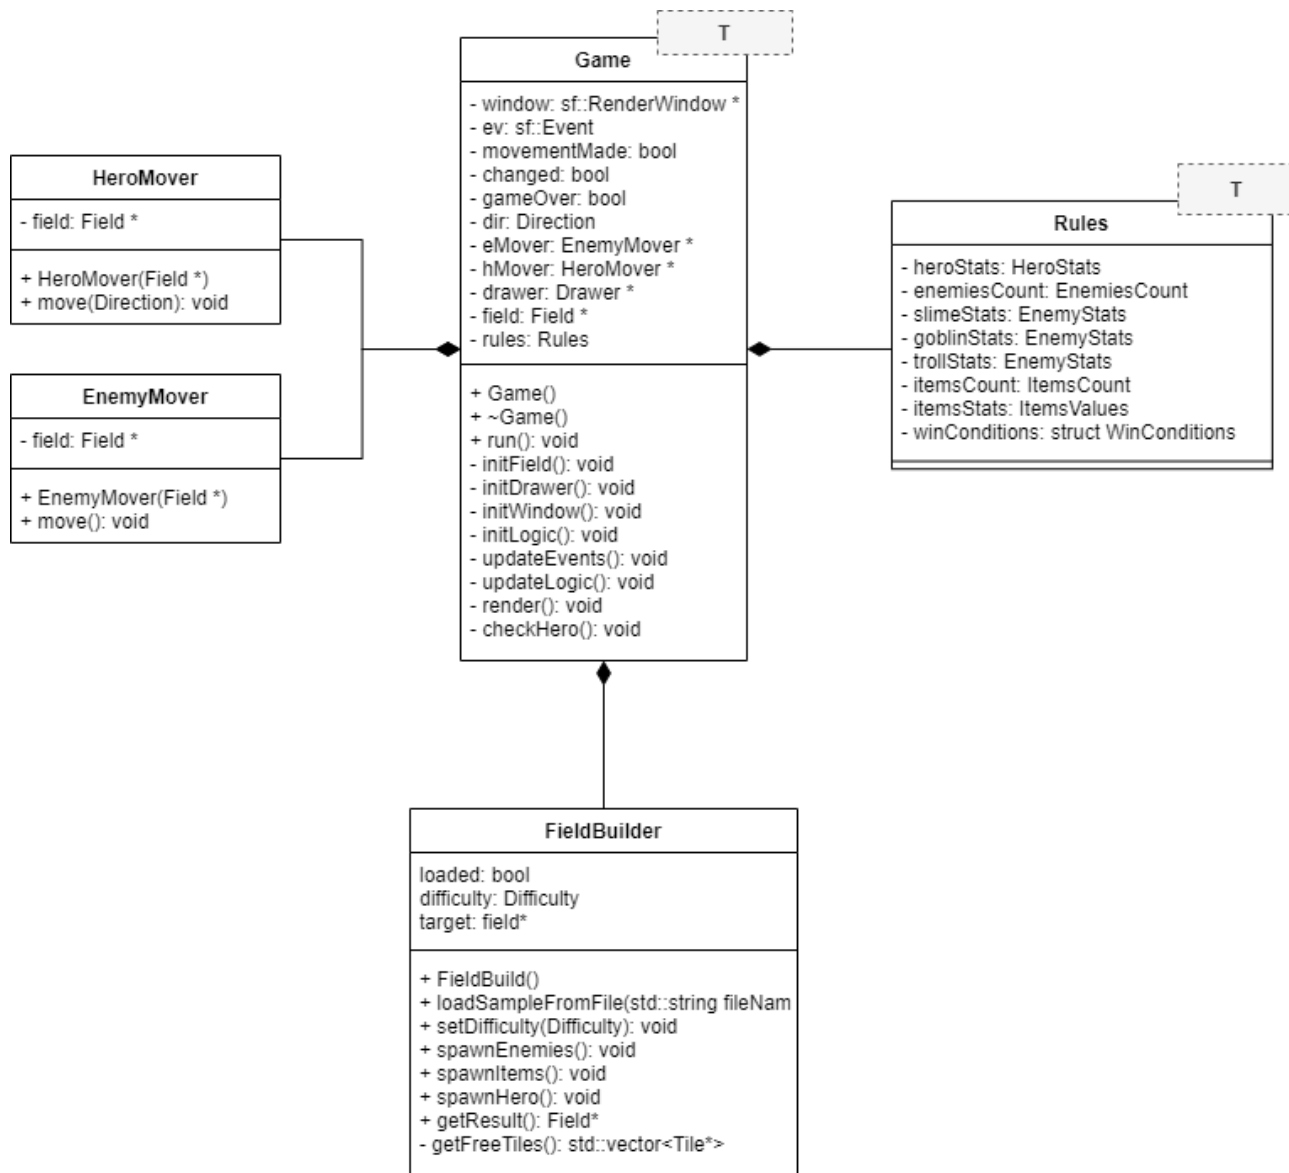 T
Game
- window: sf::RenderWindow *
- ev: sf::Event
- movementMade: bool
- changed: bool
- gameOver: bool
- dir: Direction
- eMover: EnemyMover *
- hMover: HeroMover *
- drawer: Drawer *
- field: Field *
- rules: Rules
+ Game()
+ ~Game()
+ run(): void
- initField(): void
- initDrawer(): void
- initWindow(): void
- initLogic(): void
- updateEvents(): void
- updateLogic(): void
- render(): void
- checkHero(): void
HeroMover
- field: Field *
+ HeroMover(Field *)
+ move(Direction): void
EnemyMover
- field: Field *
+ EnemyMover(Field *)
+ move(): void
T
Rules
- heroStats: HeroStats
- enemiesCount: EnemiesCount
- slimeStats: EnemyStats
- goblinStats: EnemyStats
- trollStats: EnemyStats
- itemsCount: ItemsCount
- itemsStats: ItemsValues
- winConditions: struct WinConditions
FieldBuilder
loaded: bool
difficulty: Difficulty
target: field*
+ FieldBuild()
+ loadSampleFromFile(std::string fileNam
+ setDifficulty(Difficulty): void
+ spawnEnemies(): void
+ spawnItems(): void
+ spawnHero(): void
+ getResult(): Field*
- getFreeTiles(): std::vector<Tile*>